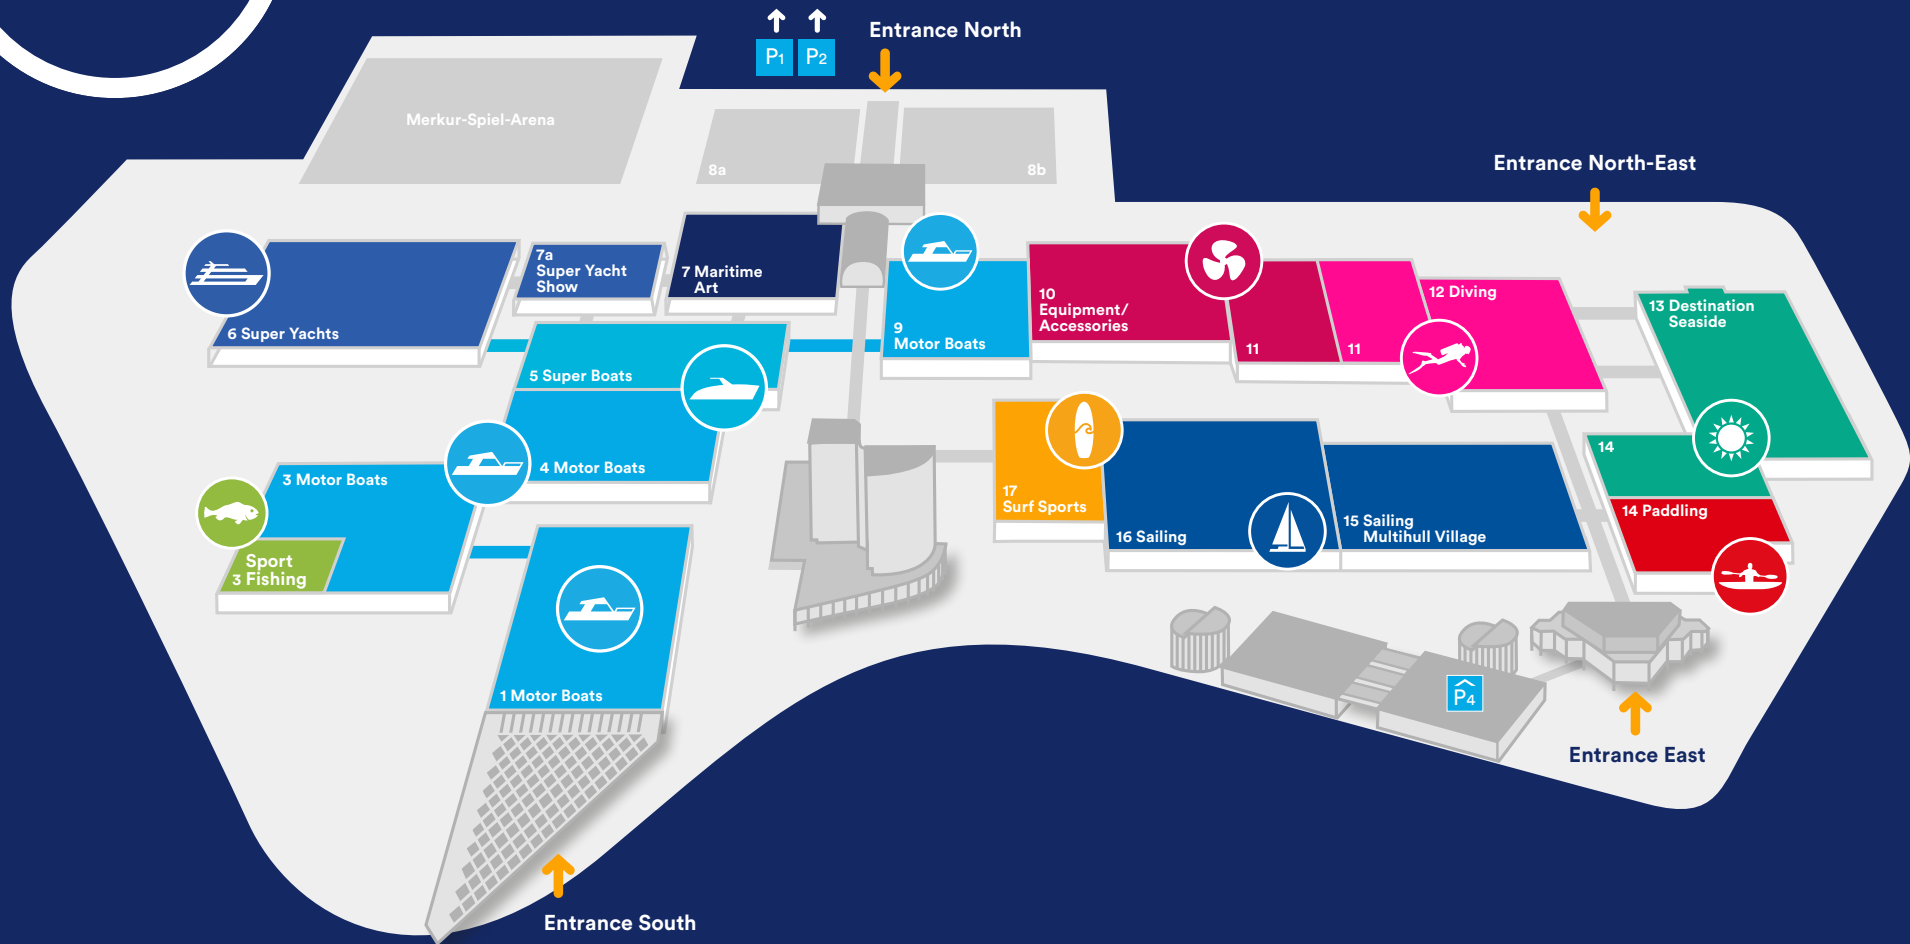 P1 P2
Entrance North
Merkur-Spiel-Arena
8a
8b
Entrance North-East
7a
Super Yacht
Show
7 Maritime
Art
6 Super Yachts
5 Super Boats
4 Motor Boats
3 Motor Boats
Sport
3 Fishing
1 Motor Boats
9
Motor Boats
10
Equipment/
Accessories
11
11
12 Diving
13 Destination
Seaside
14
14 Paddling
17
Surf Sports
16 Sailing
15 Sailing
Multihull Village
P4
Entrance East
Entrance South